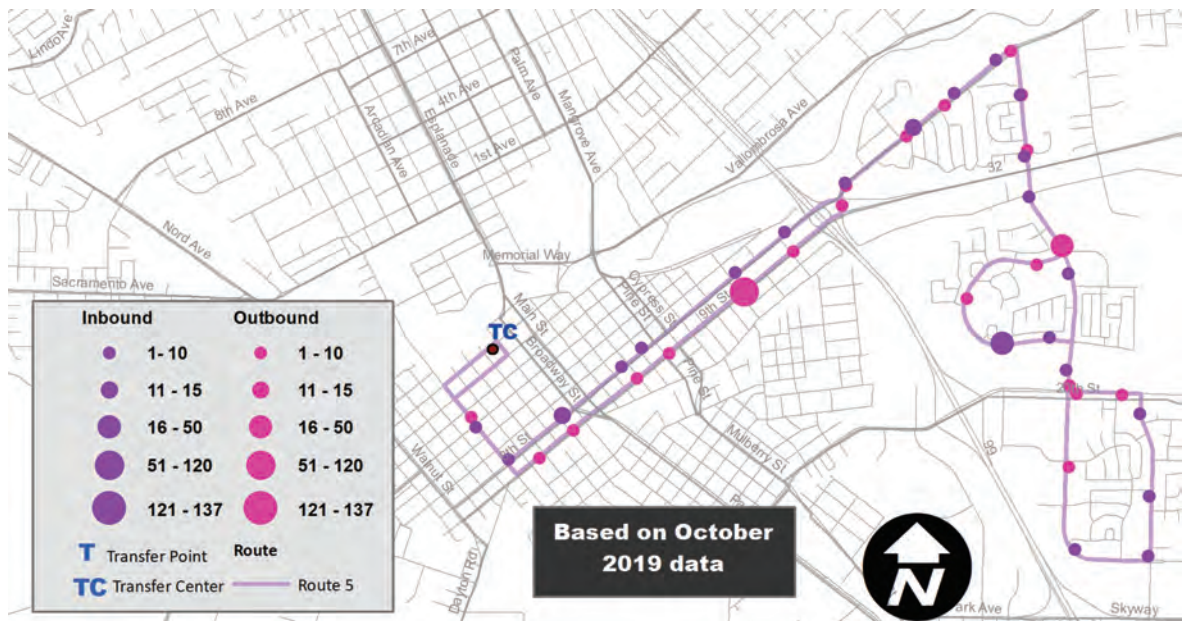 Lindo Ave
7th Ave
8th Ave
4th Ave
Palm Ave
Mangrove Ave
Arcadian Ave
Esplanade
1st Ave
Vallombrosa Ave
32
Nord Ave
Memorial Way
Sacramento Ave
Cypress St
Pine St
9th St
Main St
TC
Broadway St
Pine St
Mulberry St
Walnut St
99
Dayton Rd
Park Ave
Skyway
Inbound Outbound
1 - 10 1 - 10
11 - 15 11 - 15
16 - 50 16 - 50
51 - 120 51 - 120
121 - 137 121 - 137
T Transfer Point Route
TC Transfer Center Route 5
Based on October
2019 data
N